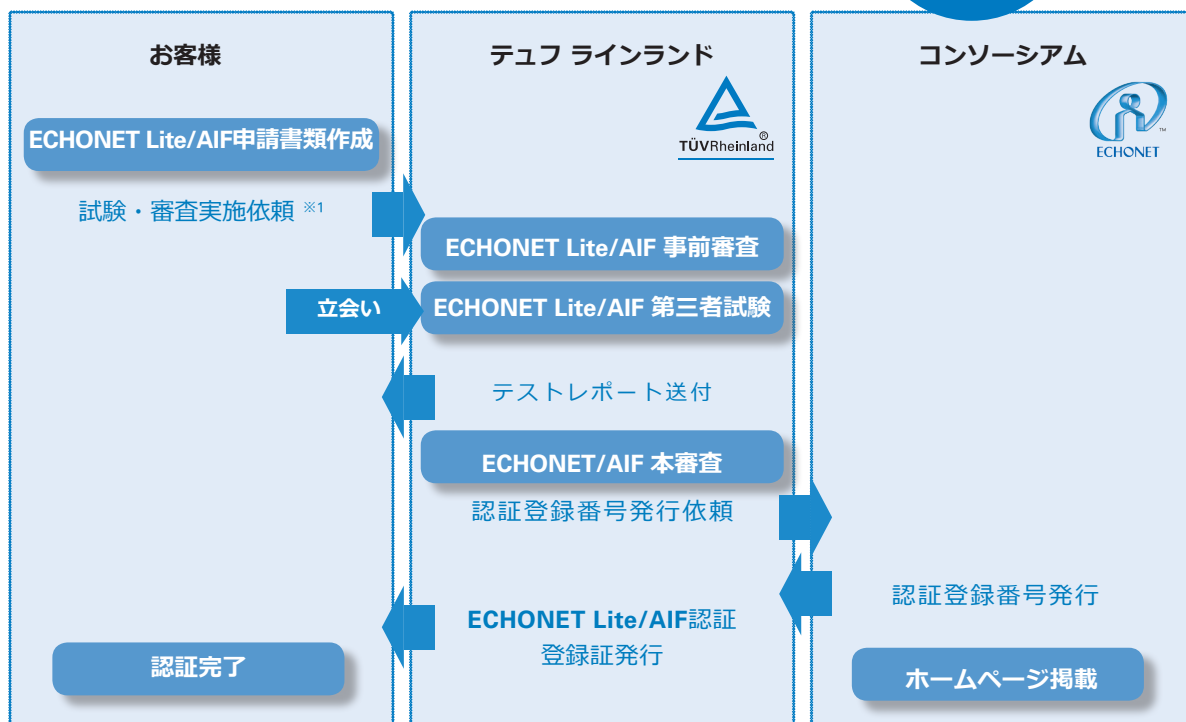 お客様
テュフ ラインランド
コンソーシアム
TÜVRheinland®
ECHONET™
ECHONET Lite/AIF申請書類作成
試験・審査実施依頼 ※1
ECHONET Lite/AIF 事前審査
立会い
ECHONET Lite/AIF 第三者試験
テストレポート送付
ECHONET/AIF 本審査
認証登録番号発行依頼
認証登録番号発行
ECHONET Lite/AIF認証
登録証発行
認証完了
ホームページ掲載